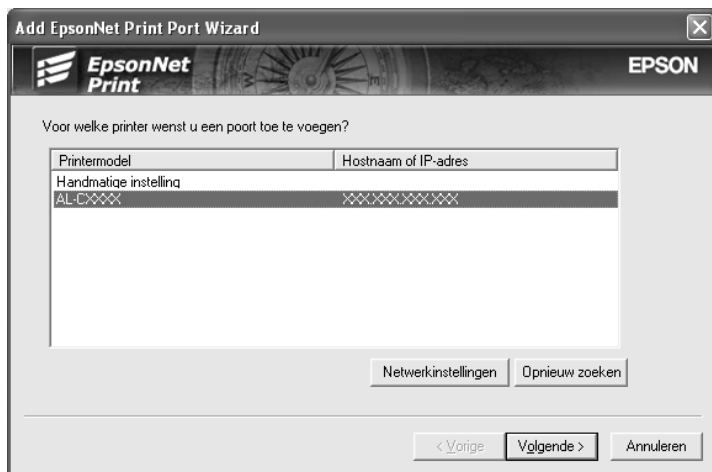 Add EpsonNet Print Port Wizard
EpsonNet
Print
EPSON
Voor welke printer wenst u een poort toe te voegen?
Printermodel Hostnaam of IP-adres
Handmatige instelling
AL-CXXXX XXX.XXX.XXX.XXX
Netwerkinstellingen Opnieuw zoeken
< Vorige Volgende > Annuleren